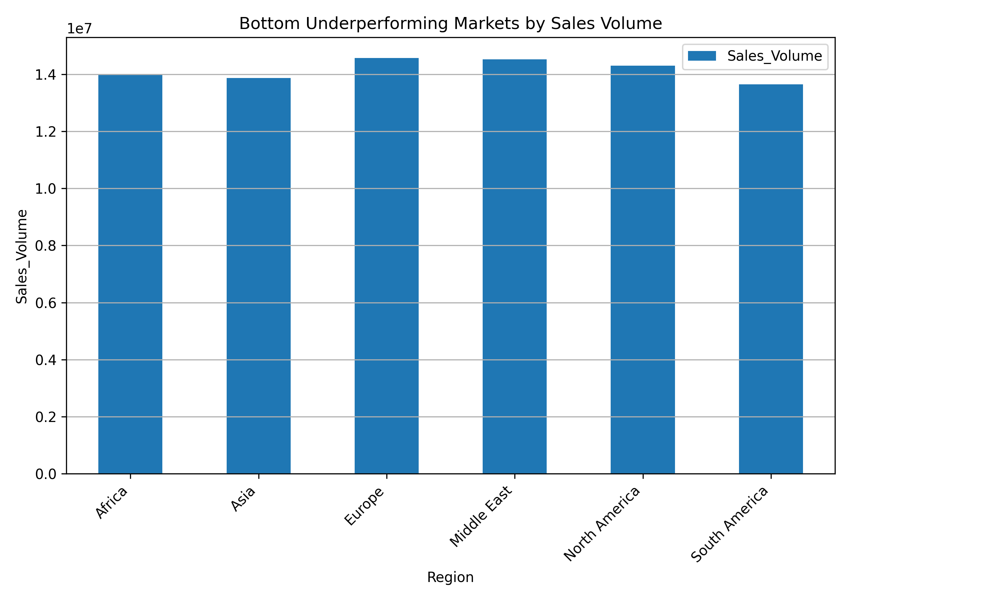 Bottom Underperforming Markets by Sales Volume
1e7
Sales_Volume
1.4
1.2
1.0
0.8
0.6
0.4
0.2
0.0
Sales_Volume
Africa
Asia
Europe
Middle East
North America
South America
Region